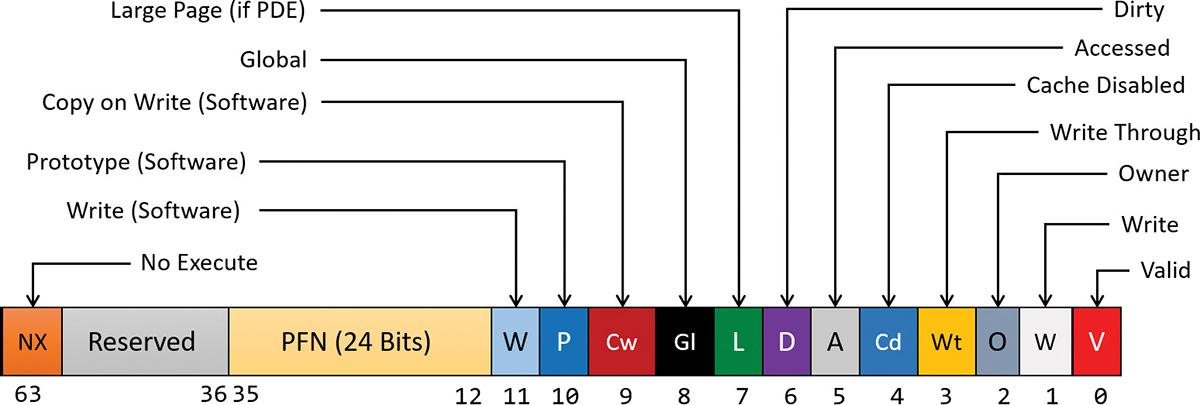 Large Page (if PDE)
Global
Copy on Write (Software)
Prototype (Software)
Write (Software)
No Execute
Dirty
Accessed
Cache Disabled
Write Through
Owner
Write
Valid
NX Reserved PFN (24 Bits) W P Cw Gl L D A Cd Wt O W V
63 36 35 12 11 10 9 8 7 6 5 4 3 2 1 0